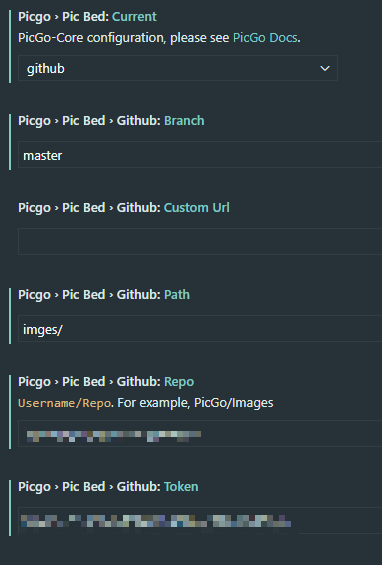 Picgo › Pic Bed: Current
PicGo-Core configuration, please see PicGo Docs.
github
Picgo › Pic Bed › Github: Branch
master
Picgo › Pic Bed › Github: Custom Url
Picgo › Pic Bed › Github: Path
imges/
Picgo › Pic Bed › Github: Repo
Username/Repo. For example, PicGo/Images
Picgo › Pic Bed › Github: Token